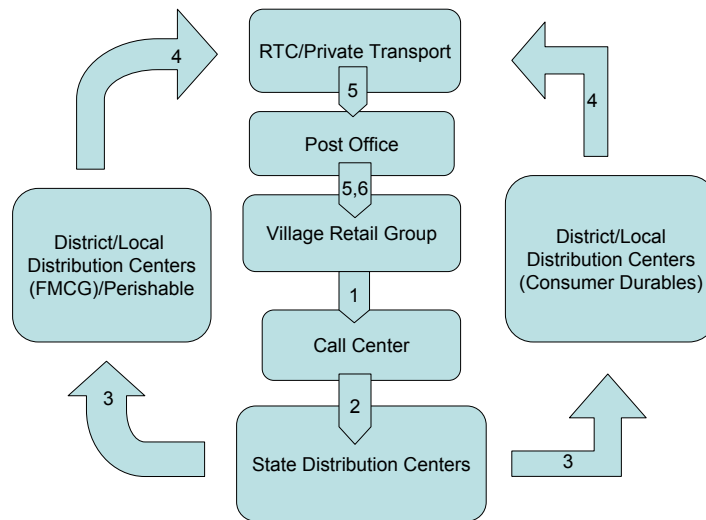 4
RTC/Private Transport
4
5
Post Office
5,6
District/Local
Distribution Centers
(FMCG)/Perishable
Village Retail Group
District/Local
Distribution Centers
(Consumer Durables)
1
Call Center
3
2
State Distribution Centers
3